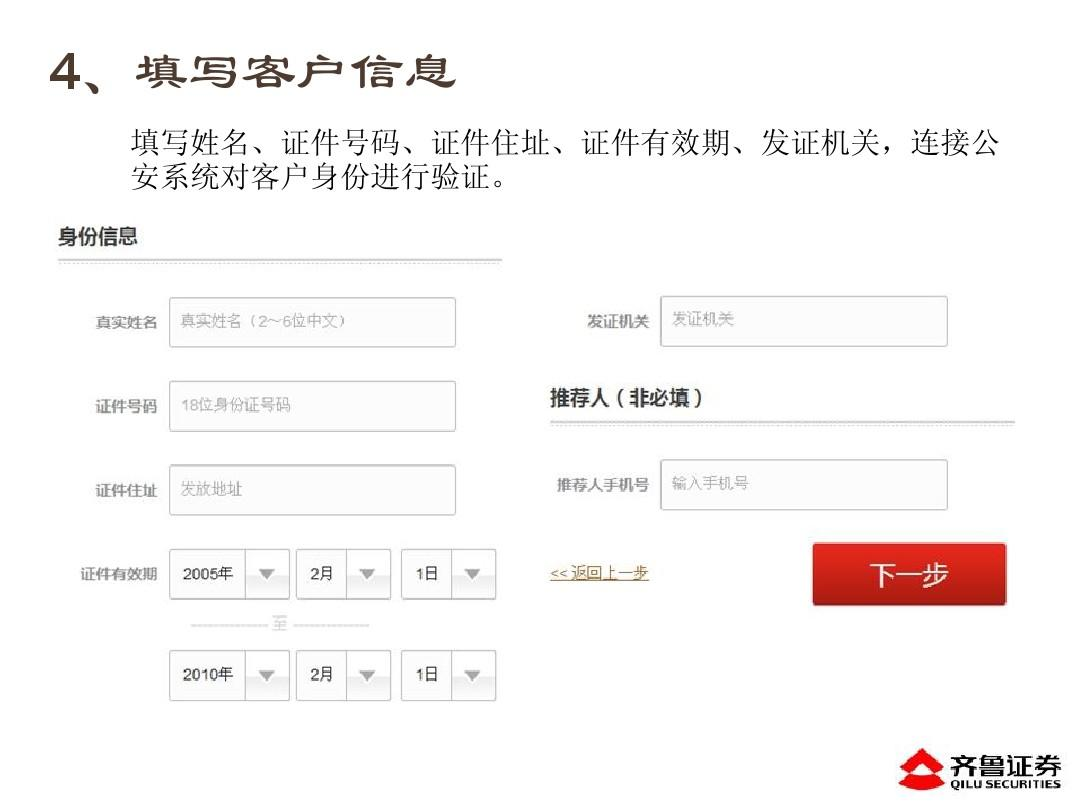 4、填写客户信息
填写姓名、证件号码、证件住址、证件有效期、发证机关，连接公
安系统对客户身份进行验证。
身份信息
真实姓名 真实姓名（2～6位中文）
证件号码 18位身份证号码
证件住址 发放地址
证件有效期 2005年 2月 1日
-------------- 至 --------------
2010年 2月 1日
发证机关 发证机关
推荐人（非必填）
推荐人手机号 输入手机号
<< 返回上一步 下一步
齐鲁证券
QILU SECURITIES